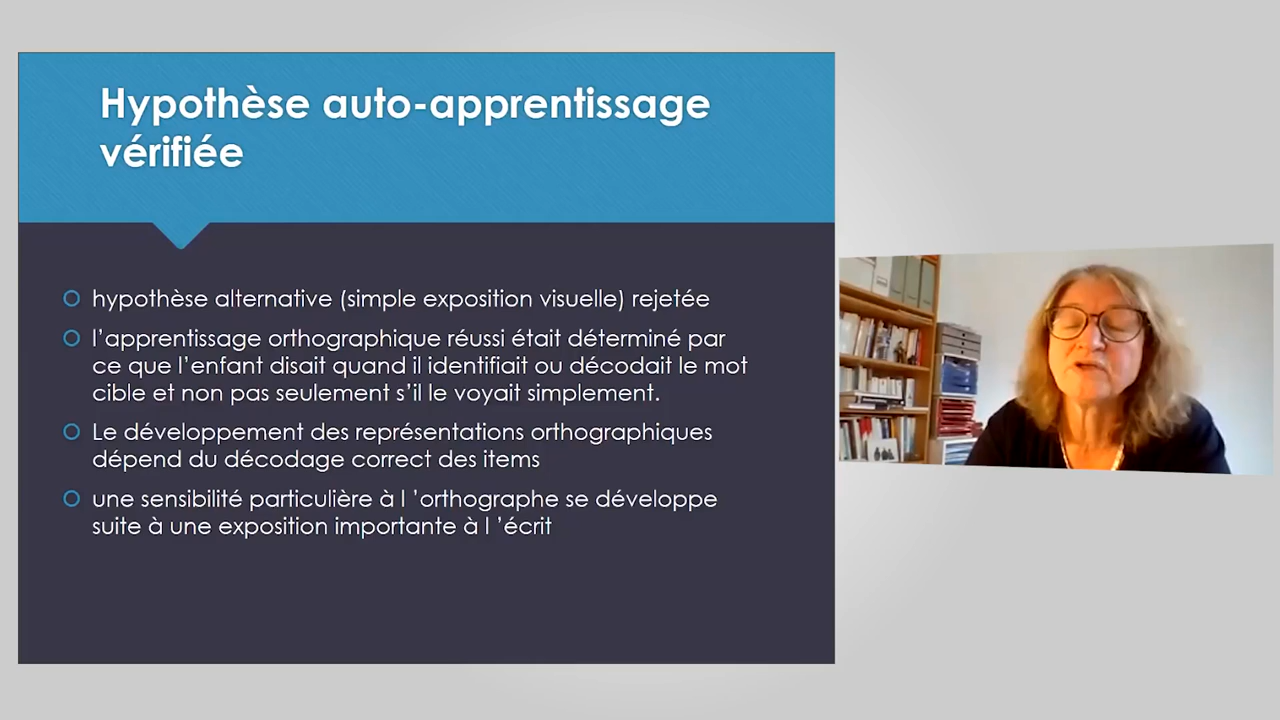 Hypothèse auto-apprentissage
vérifiée
hypothèse alternative (simple exposition visuelle) rejetée
l’apprentissage orthographique réussi était déterminé par
ce que l’enfant disait quand il identifiait ou décodait le mot
cible et non pas seulement s’il le voyait simplement.
Le développement des représentations orthographiques
dépend du décodage correct des items
une sensibilité particulière à l ’orthographe se développe
suite à une exposition importante à l ’écrit